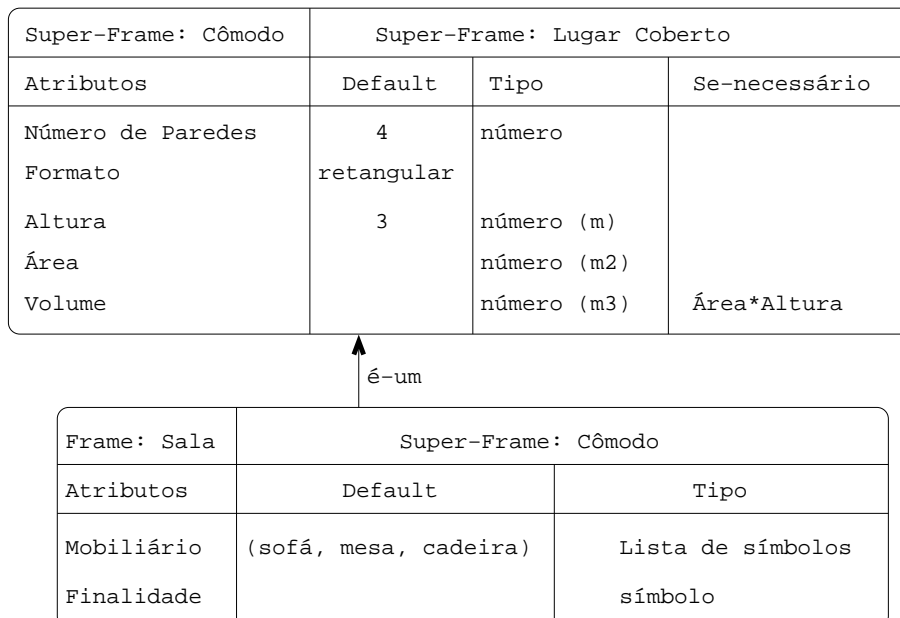 Super-Frame: Cômodo Super-Frame: Lugar Coberto
Atributos Default Tipo Se-necessário
Número de Paredes 4 número
Formato retangular
Altura 3 número (m)
Área número (m2)
Volume número (m3) Área*Altura
é-um
Frame: Sala Super-Frame: Cômodo
Atributos Default Tipo
Mobiliário (sofá, mesa, cadeira) Lista de símbolos
Finalidade símbolo